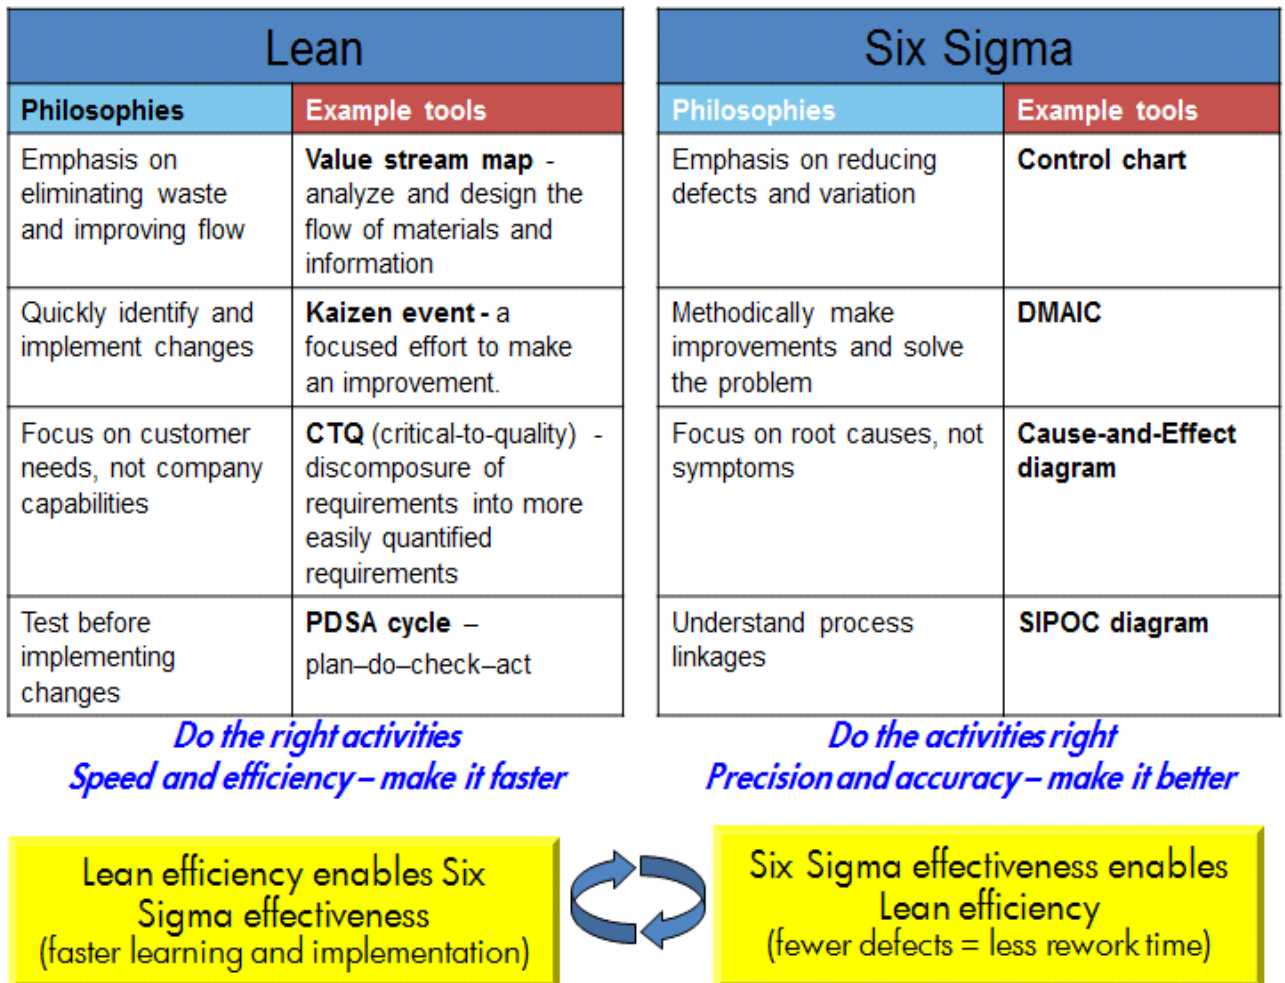 Lean
Philosophies
Example tools
Emphasis on
eliminating waste
and improving flow
Value stream map -
analyze and design the
flow of materials and
information
Quickly identify and
implement changes
Kaizen event - a
focused effort to make
an improvement.
Focus on customer
needs, not company
capabilities
CTQ (critical-to-quality) -
discomposure of
requirements into more
easily quantified
requirements
Test before
implementing
changes
PDSA cycle –
plan–do–check–act
Do the right activities
Speed and efficiency – make it faster
Six Sigma
Philosophies
Example tools
Emphasis on reducing
defects and variation
Control chart
Methodically make
improvements and solve
the problem
DMAIC
Focus on root causes, not
symptoms
Cause-and-Effect
diagram
Understand process
linkages
SIPOC diagram
Do the activities right
Precision and accuracy – make it better
Lean efficiency enables Six
Sigma effectiveness
(faster learning and implementation)
Six Sigma effectiveness enables
Lean efficiency
(fewer defects = less rework time)